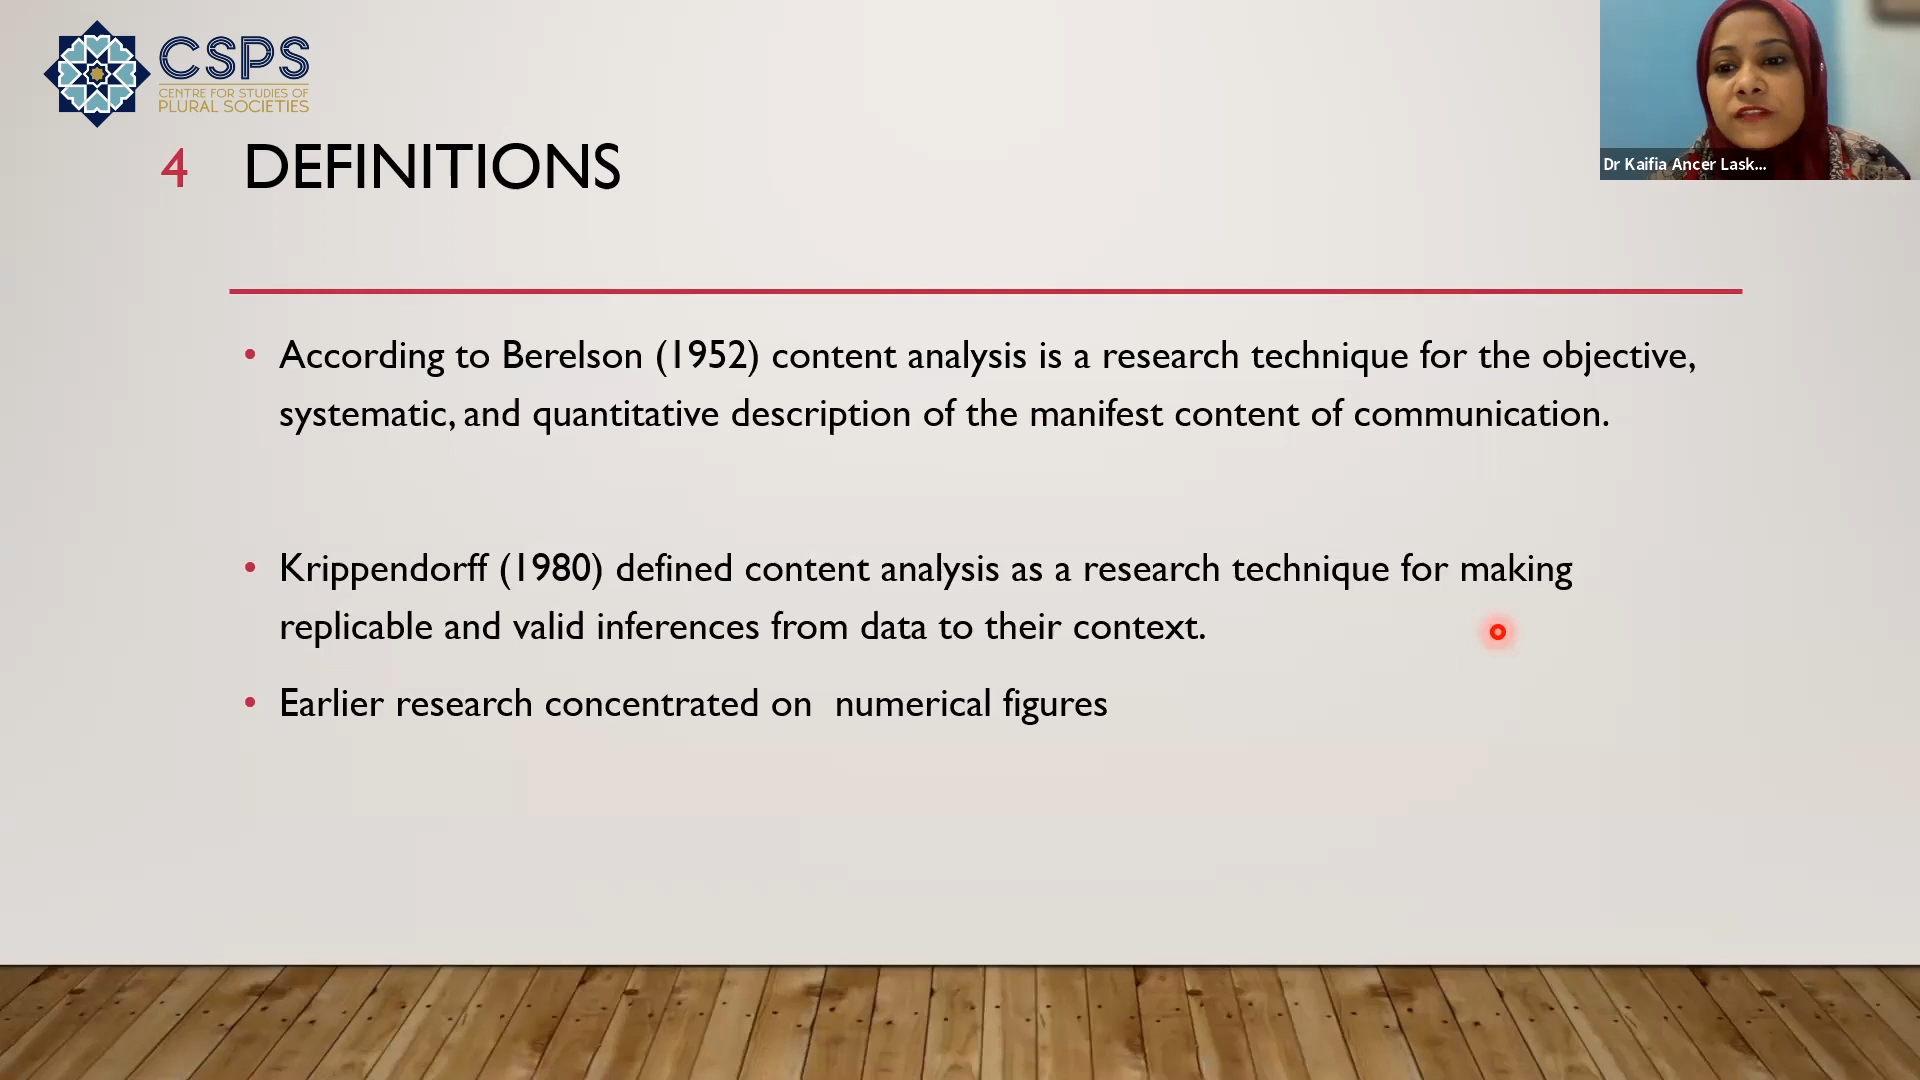 CSPS
CENTRE FOR STUDIES OF
PLURAL SOCIETIES
Dr Kaifia Ancer Lask...
4 DEFINITIONS
• According to Berelson (1952) content analysis is a research technique for the objective,
systematic, and quantitative description of the manifest content of communication.
• Krippendorff (1980) defined content analysis as a research technique for making
replicable and valid inferences from data to their context.
• Earlier research concentrated on  numerical figures